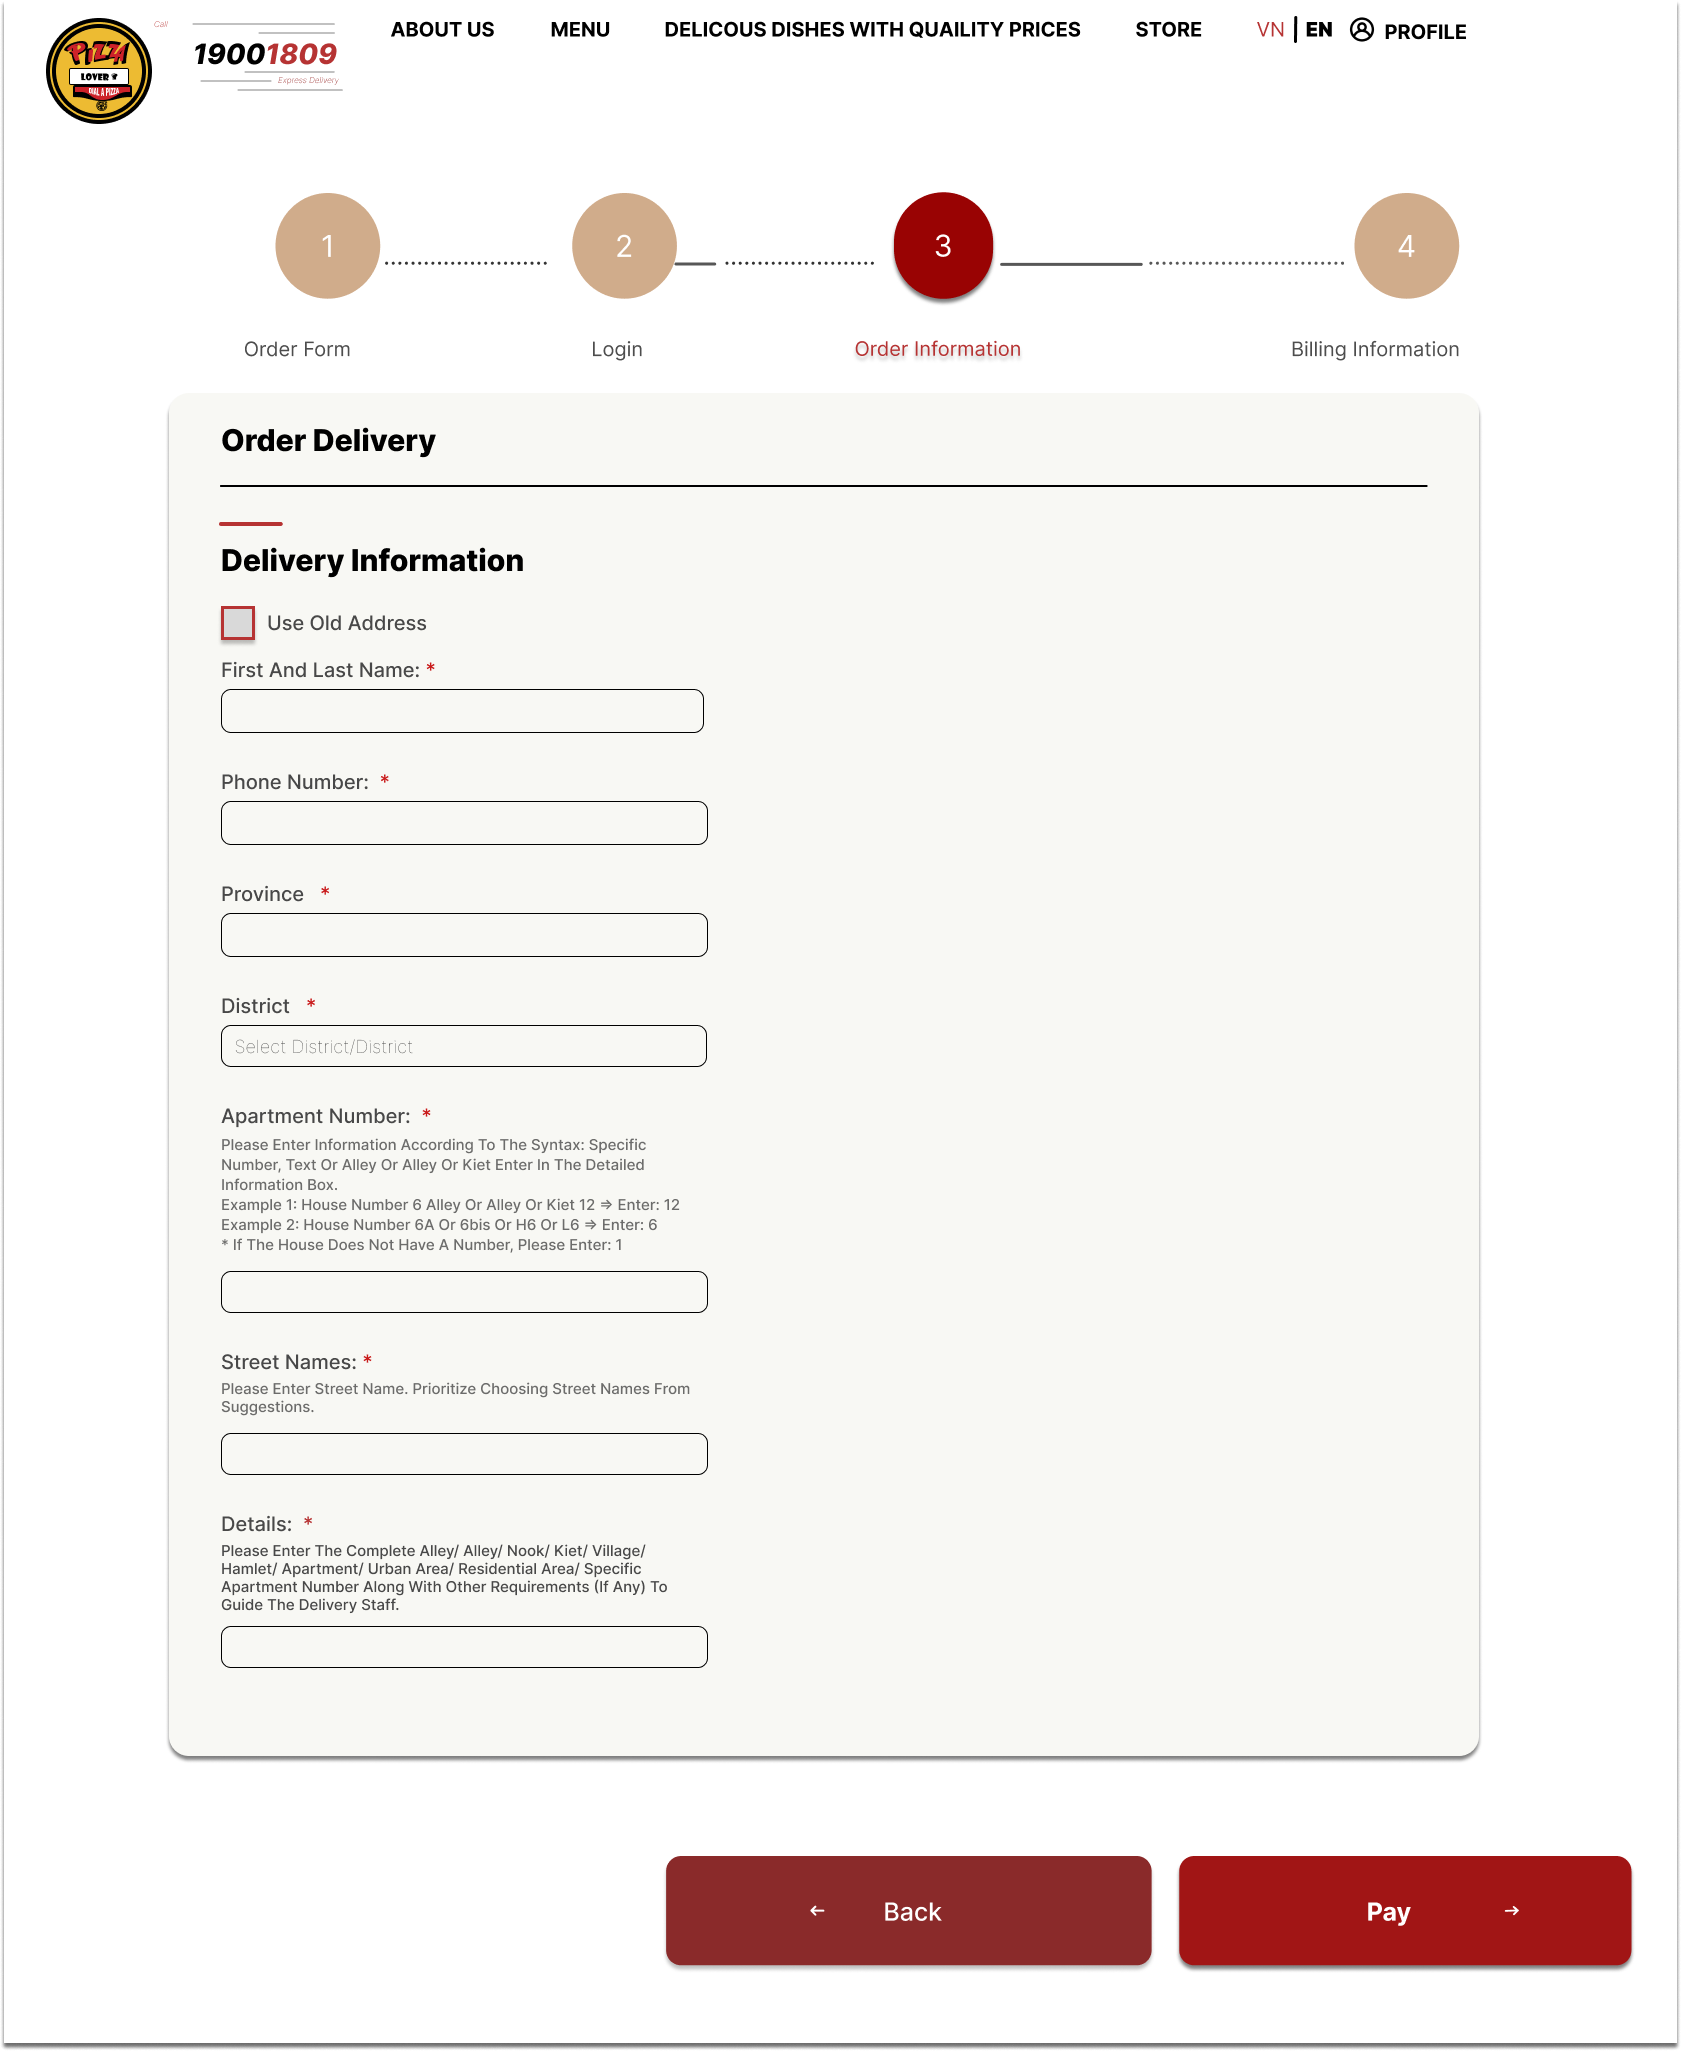 PIZZA
LOVER
DIAL A PIZZA
Call
19001809
Express Delivery
ABOUT US
MENU
DELICOUS DISHES WITH QUAILITY PRICES
STORE
VN | EN
PROFILE
1
2
3
4
Order Form
Login
Order Information
Billing Information
Order Delivery
Delivery Information
Use Old Address
First And Last Name: *
Phone Number: *
Province *
District *
Select District/District
Apartment Number: *
Please Enter Information According To The Syntax: Specific
Number, Text Or Alley Or Alley Or Kiet Enter In The Detailed
Information Box.
Example 1: House Number 6 Alley Or Alley Or Kiet 12 => Enter: 12
Example 2: House Number 6A Or 6bis Or H6 Or L6 => Enter: 6
* If The House Does Not Have A Number, Please Enter: 1
Street Names: *
Please Enter Street Name. Prioritize Choosing Street Names From
Suggestions.
Details: *
Please Enter The Complete Alley/ Alley/ Nook/ Kiet/ Village/
Hamlet/ Apartment/ Urban Area/ Residential Area/ Specific
Apartment Number Along With Other Requirements (If Any) To
Guide The Delivery Staff.
← Back
Pay →